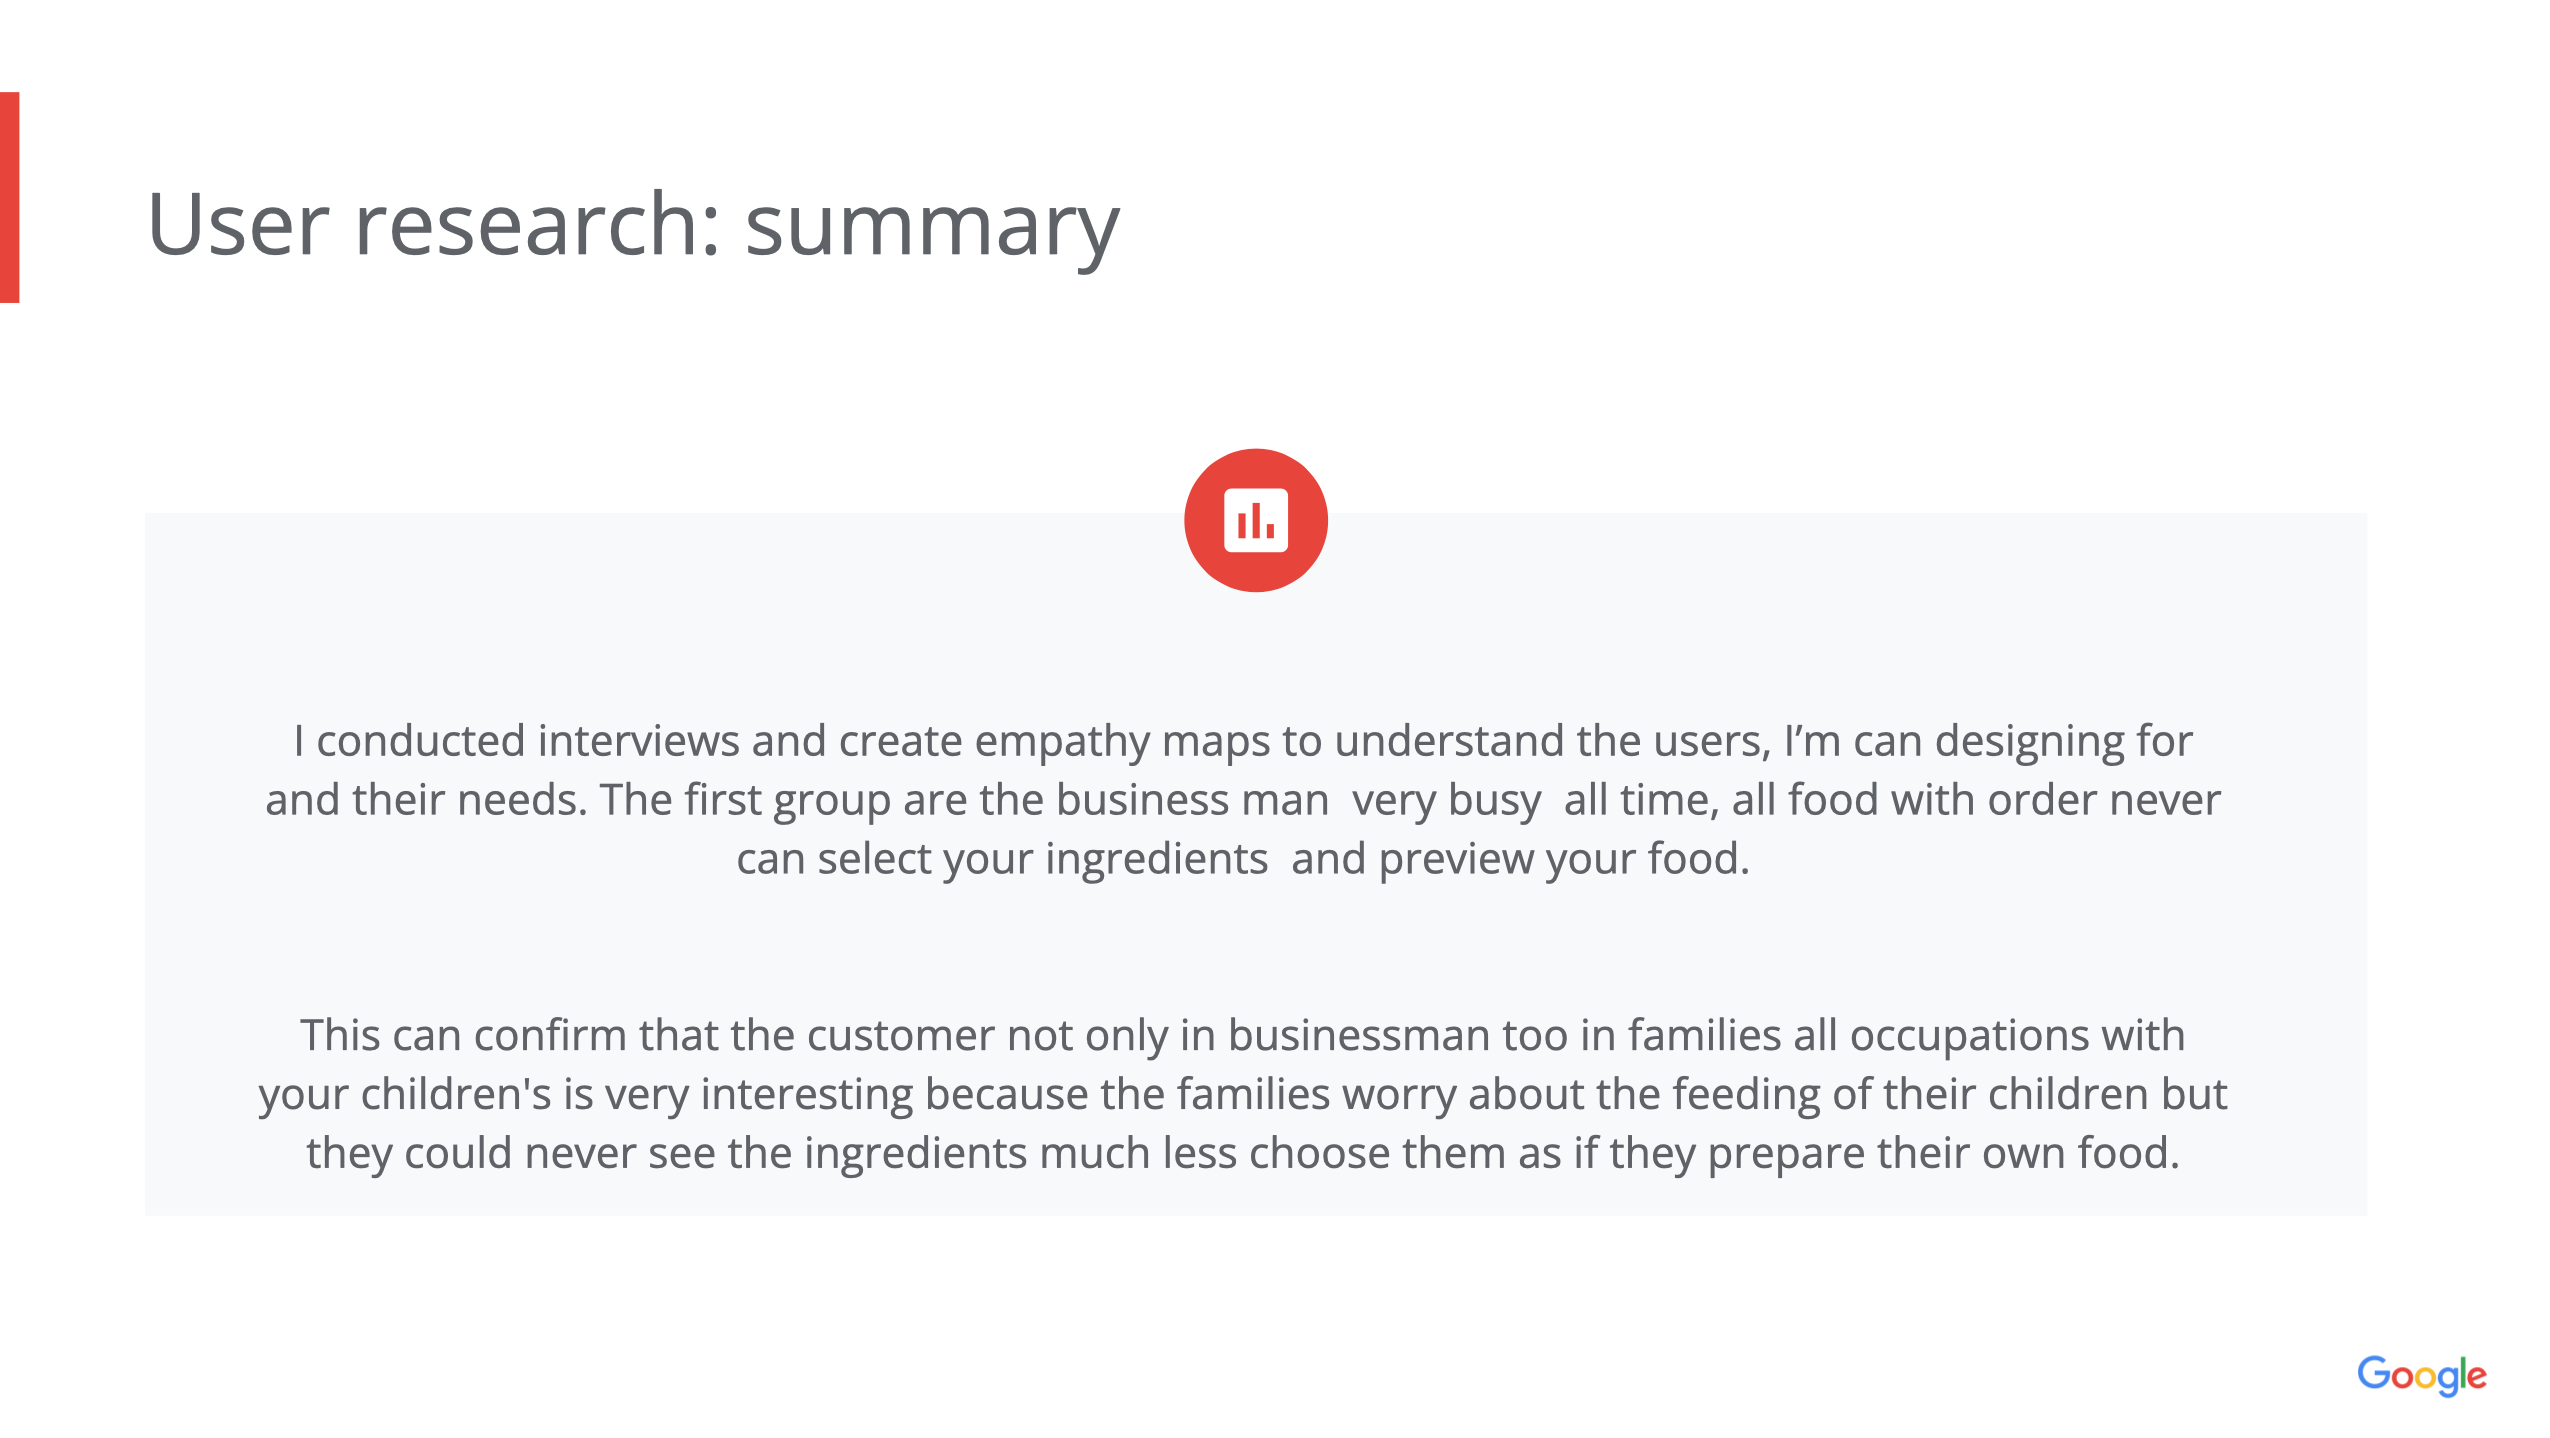 User research: summary
I conducted interviews and create empathy maps to understand the users, I’m can designing for
and their needs. The first group are the business man  very busy  all time, all food with order never
can select your ingredients  and preview your food.
This can confirm that the customer not only in businessman too in families all occupations with
your children's is very interesting because the families worry about the feeding of their children but
they could never see the ingredients much less choose them as if they prepare their own food.
Google